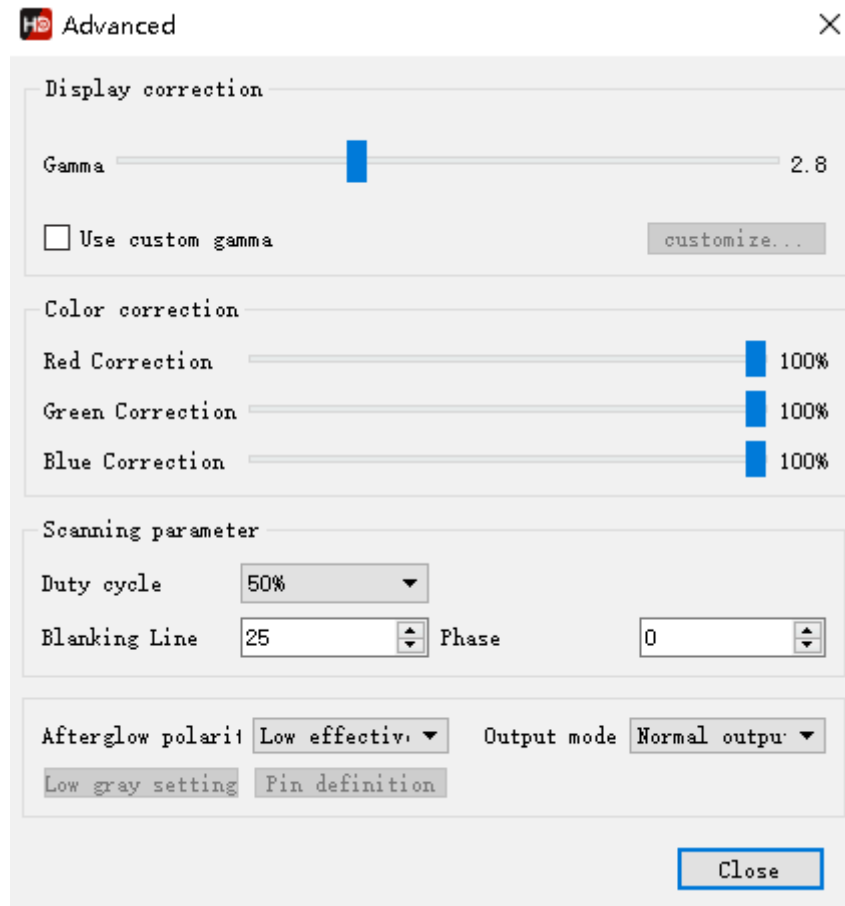 HD Advanced
Display correction
Gamma 2.8
Use custom gamma customize...
Color correction
Red Correction 100%
Green Correction 100%
Blue Correction 100%
Scanning parameter
Duty cycle 50%
Blanking Line 25 Phase 0
Afterglow polarit Low effectiv Output mode Normal outpu
Low gray setting Pin definition
Close